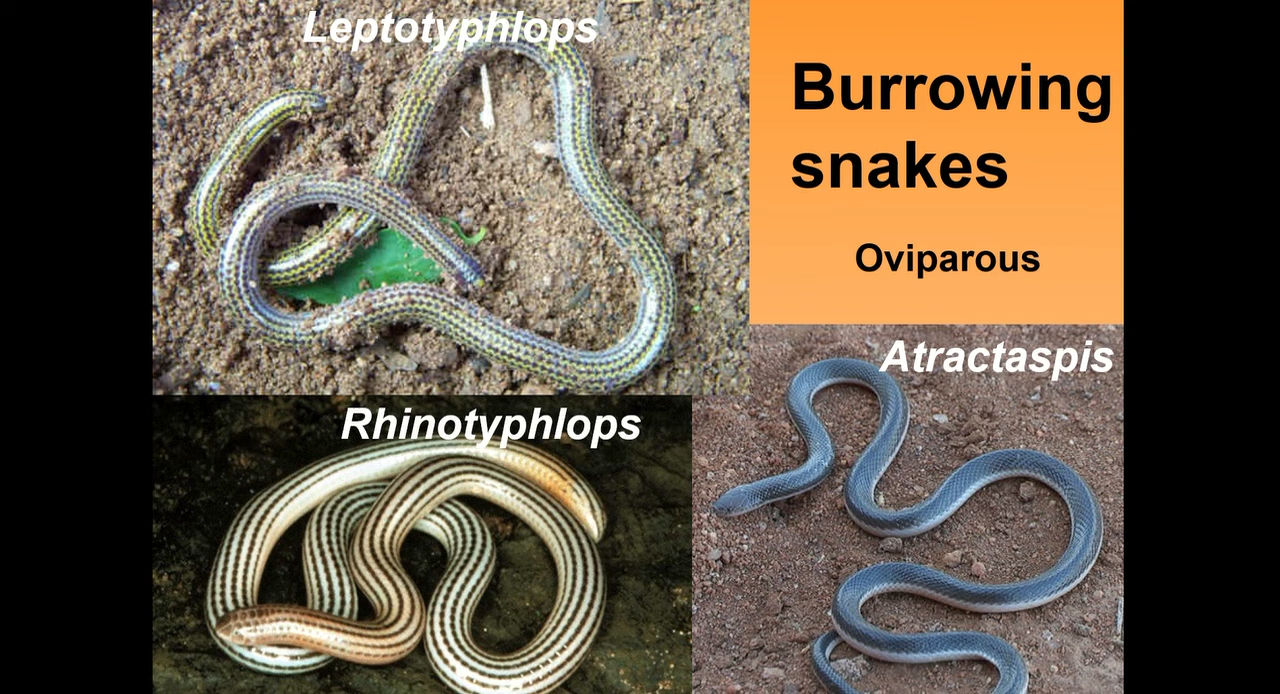 Leptotyphlops
Burrowing
snakes
Oviparous
Atractaspis
Rhinotyphlops